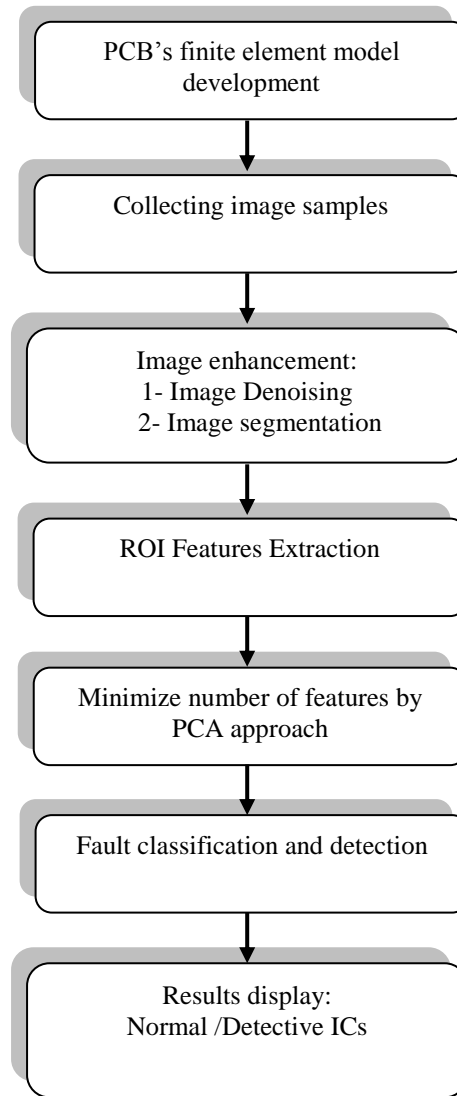 PCB’s finite element model
development
Collecting image samples
Image enhancement:
1- Image Denoising
2- Image segmentation
ROI Features Extraction
Minimize number of features by
PCA approach
Fault classification and detection
Results display:
Normal /Detective ICs